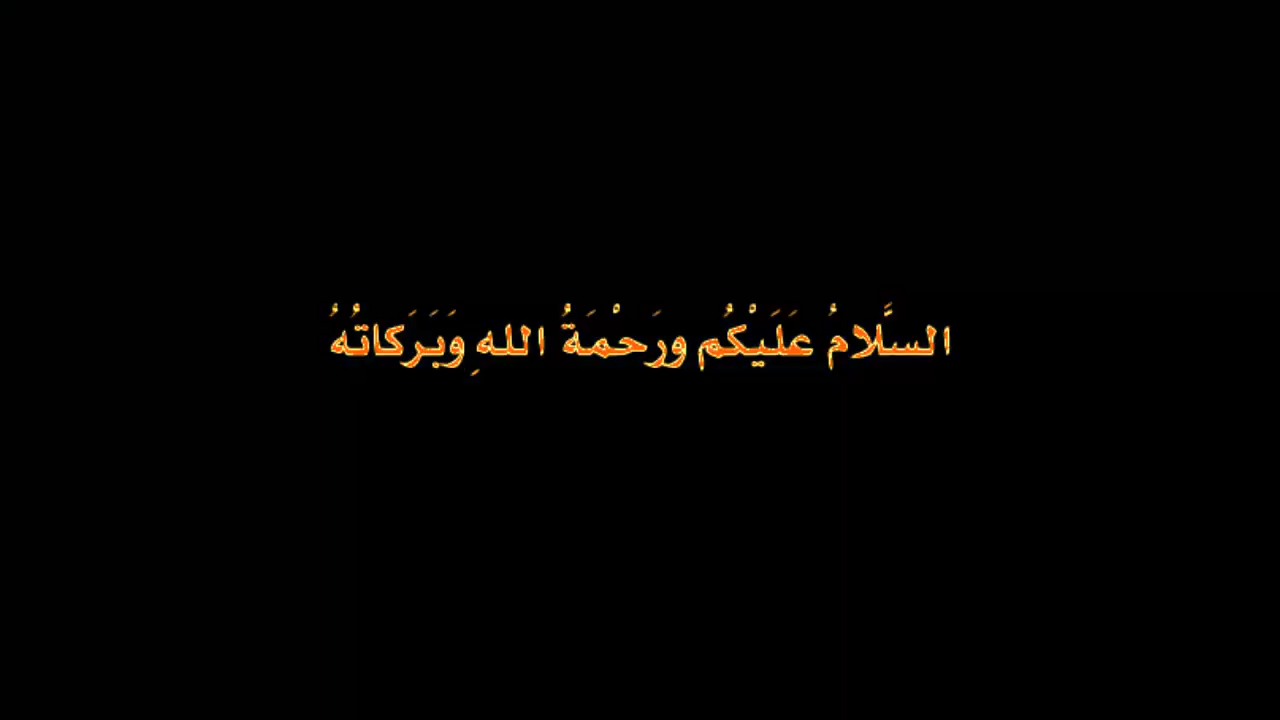 السَّلامُ عَلَيْكُم ورَحْمَةُ اللهِ وَبَرَكاتُهُ